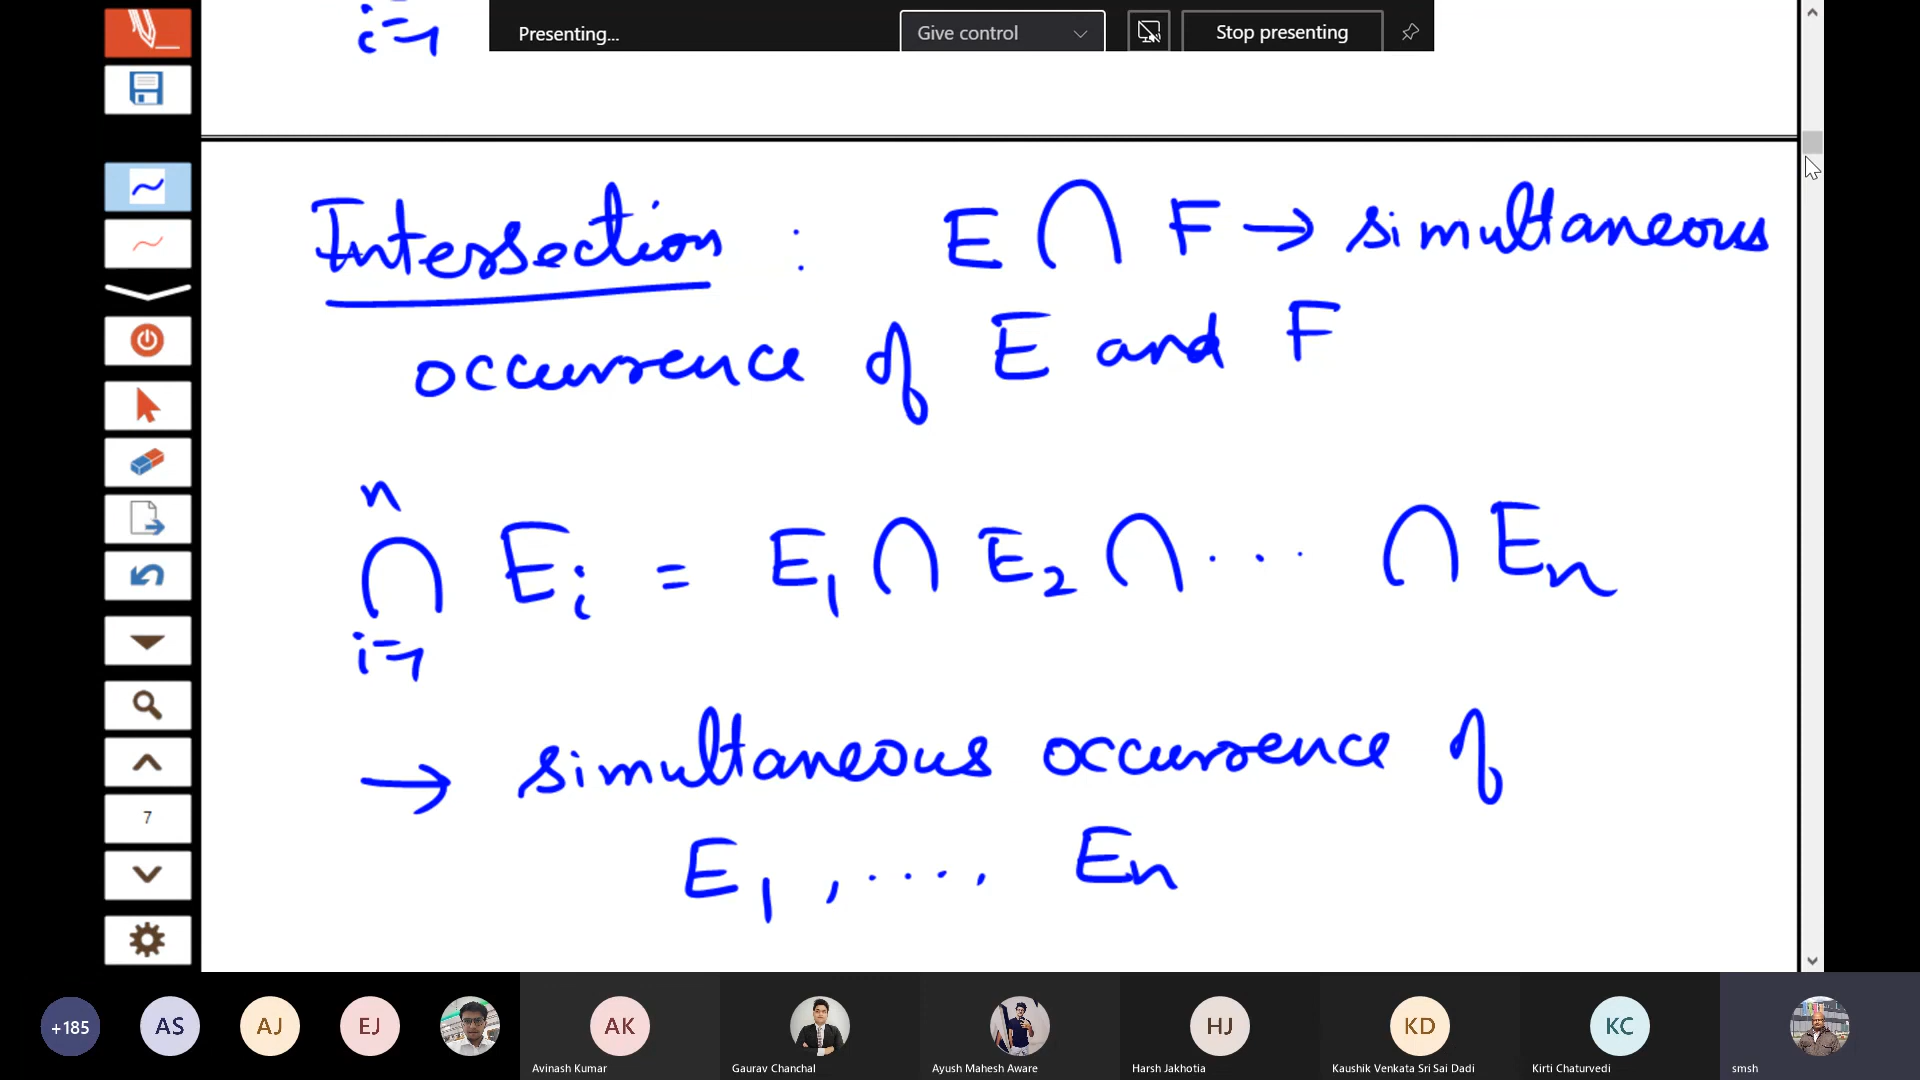 i=1
Presenting...
Give control
Stop presenting
Intersection : E ∩ F → simultaneous
occurrence of E and F
n
∩ Eᵢ = E₁ ∩ E₂ ∩ ... ∩ Eₙ
i=1
→ simultaneous occurrence of
E₁, ...., Eₙ
7
+185
AS
AJ
EJ
AK
HJ
KD
KC
Avinash Kumar
Gaurav Chanchal
Ayush Mahesh Aware
Harsh Jakhotia
Kaushik Venkata Sri Sai Dadi
Kirti Chaturvedi
smsh